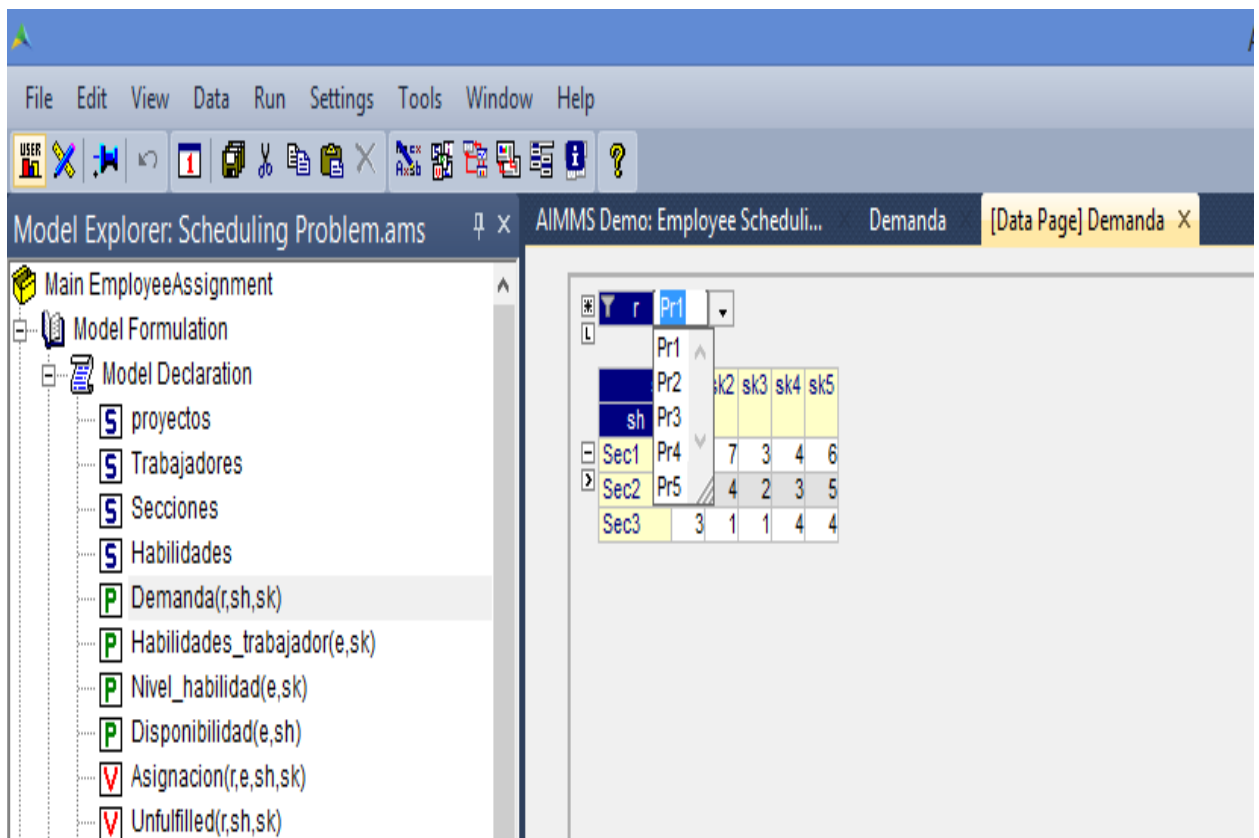 File Edit View Data Run Settings Tools Window Help
USER
Model Explorer: Scheduling Problem.ams
AIMMS Demo: Employee Scheduli... Demanda [Data Page] Demanda
Main EmployeeAssignment
Model Formulation
Model Declaration
S proyectos
S Trabajadores
S Secciones
S Habilidades
P Demanda(r,sh,sk)
P Habilidades_trabajador(e,sk)
P Nivel_habilidad(e,sk)
P Disponibilidad(e,sh)
V Asignacion(r,e,sh,sk)
V Unfulfilled(r,sh,sk)
r Pr1
L
Pr1
Pr2
Pr3
Pr4
Pr5
sk3 sk4 sk5
sh
Sec1 7 3 4 6
Sec2 4 2 3 5
Sec3 3 1 1 4 4